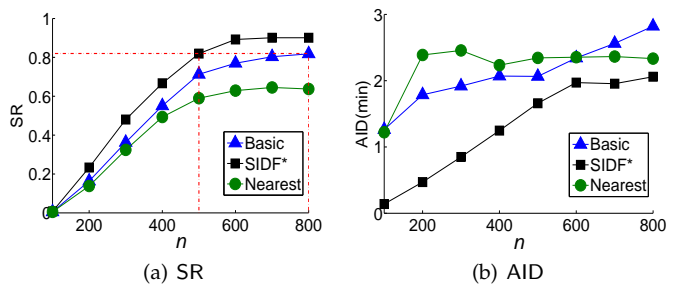 1
0.8
0.6
0.4
0.2
0
SR
200 400 600 800
n
Basic
SIDF*
Nearest
(a) SR
3
2
1
0
AID(min)
200 400 600 800
n
Basic
SIDF*
Nearest
(b) AID